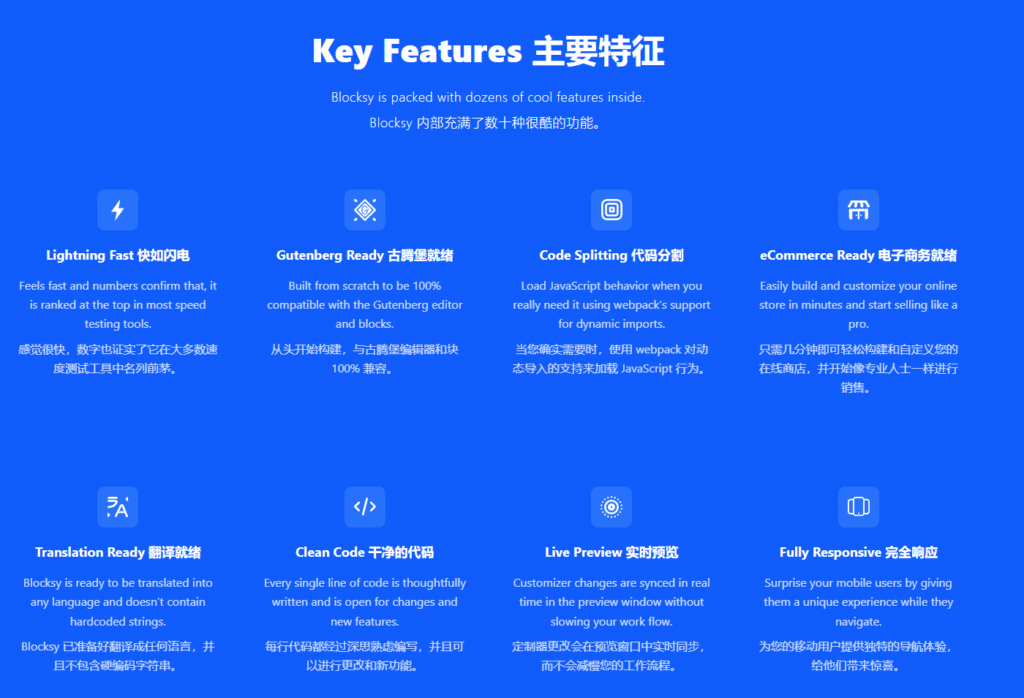 Key Features 主要特征
Blocksy is packed with dozens of cool features inside.
Blocksy 内部充满了数十种很酷的功能。
Lightning Fast 快如闪电
Feels fast and numbers confirm that, it
is ranked at the top in most speed
testing tools.
感觉很快，数字也证实了它在大多数速
度测试工具中名列前茅。
Gutenberg Ready 古腾堡就绪
Built from scratch to be 100%
compatible with the Gutenberg editor
and blocks.
从头开始构建，与古腾堡编辑器和块
100% 兼容。
Code Splitting 代码分割
Load JavaScript behavior when you
really need it using webpack's support
for dynamic imports.
当您确实需要时，使用 webpack 对动
态导入的支持来加载 JavaScript 行为。
eCommerce Ready 电子商务就绪
Easily build and customize your online
store in minutes and start selling like a
pro.
只需几分钟即可轻松构建和自定义您的
在线商店，并开始像专业人士一样进行
销售。
Translation Ready 翻译就绪
Blocksy is ready to be translated into
any language and doesn't contain
hardcoded strings.
Blocksy 已准备好翻译成任何语言，并
且不包含硬编码字符串。
Clean Code 干净的代码
Every single line of code is thoughtfully
written and is open for changes and
new features.
每行代码都经过深思熟虑编写，并且可
以进行更改和新功能。
Live Preview 实时预览
Customizer changes are synced in real
time in the preview window without
slowing your work flow.
定制器更改会在预览窗口中实时同步，
而不会减慢您的工作流程。
Fully Responsive 完全响应
Surprise your mobile users by giving
them a unique experience while they
navigate.
为您的移动用户提供独特的导航体验，
给他们带来惊喜。